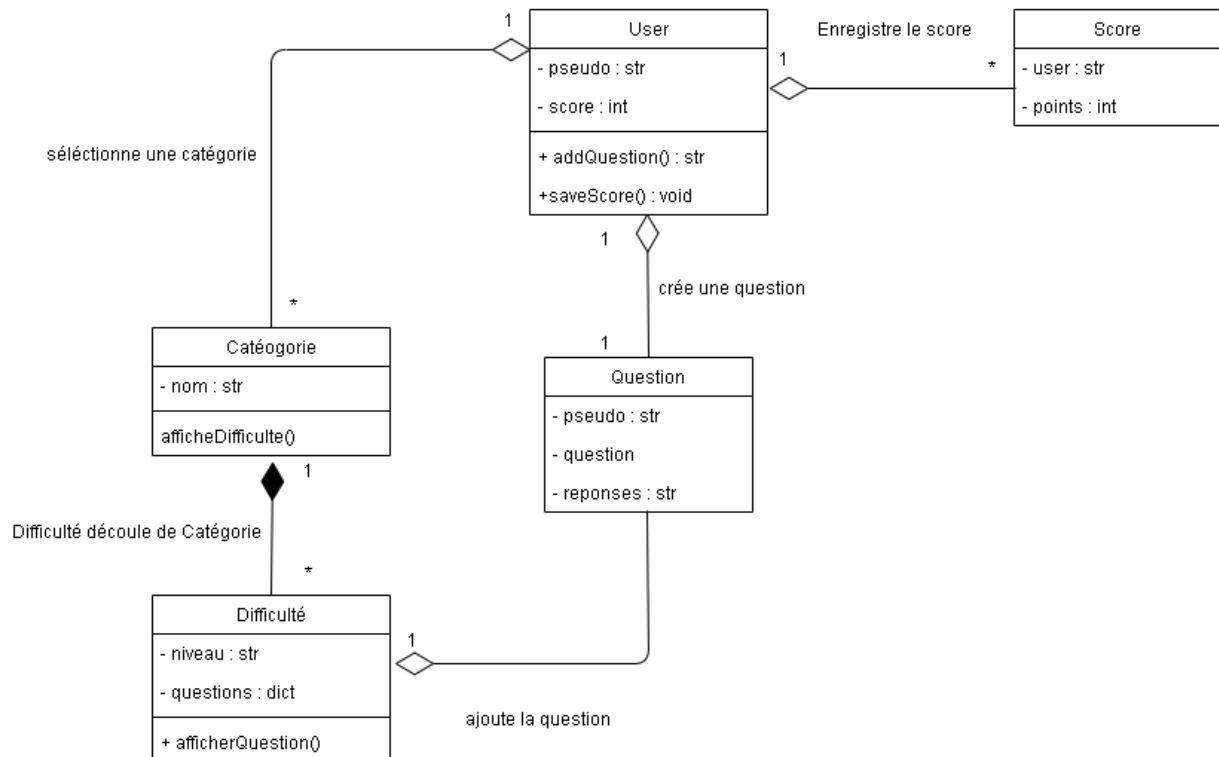 1
User
- pseudo : str
- score : int
+ addQuestion() : str
+saveScore() : void
Enregistre le score
1
*
Score
- user : str
- points : int
séléctionne une catégorie
*
1
crée une question
1
Catéogorie
- nom : str
afficheDifficulte()
1
Question
- pseudo : str
- question
- reponses : str
Difficulté découle de Catégorie
*
Difficulté
- niveau : str
- questions : dict
+ afficherQuestion()
1
ajoute la question